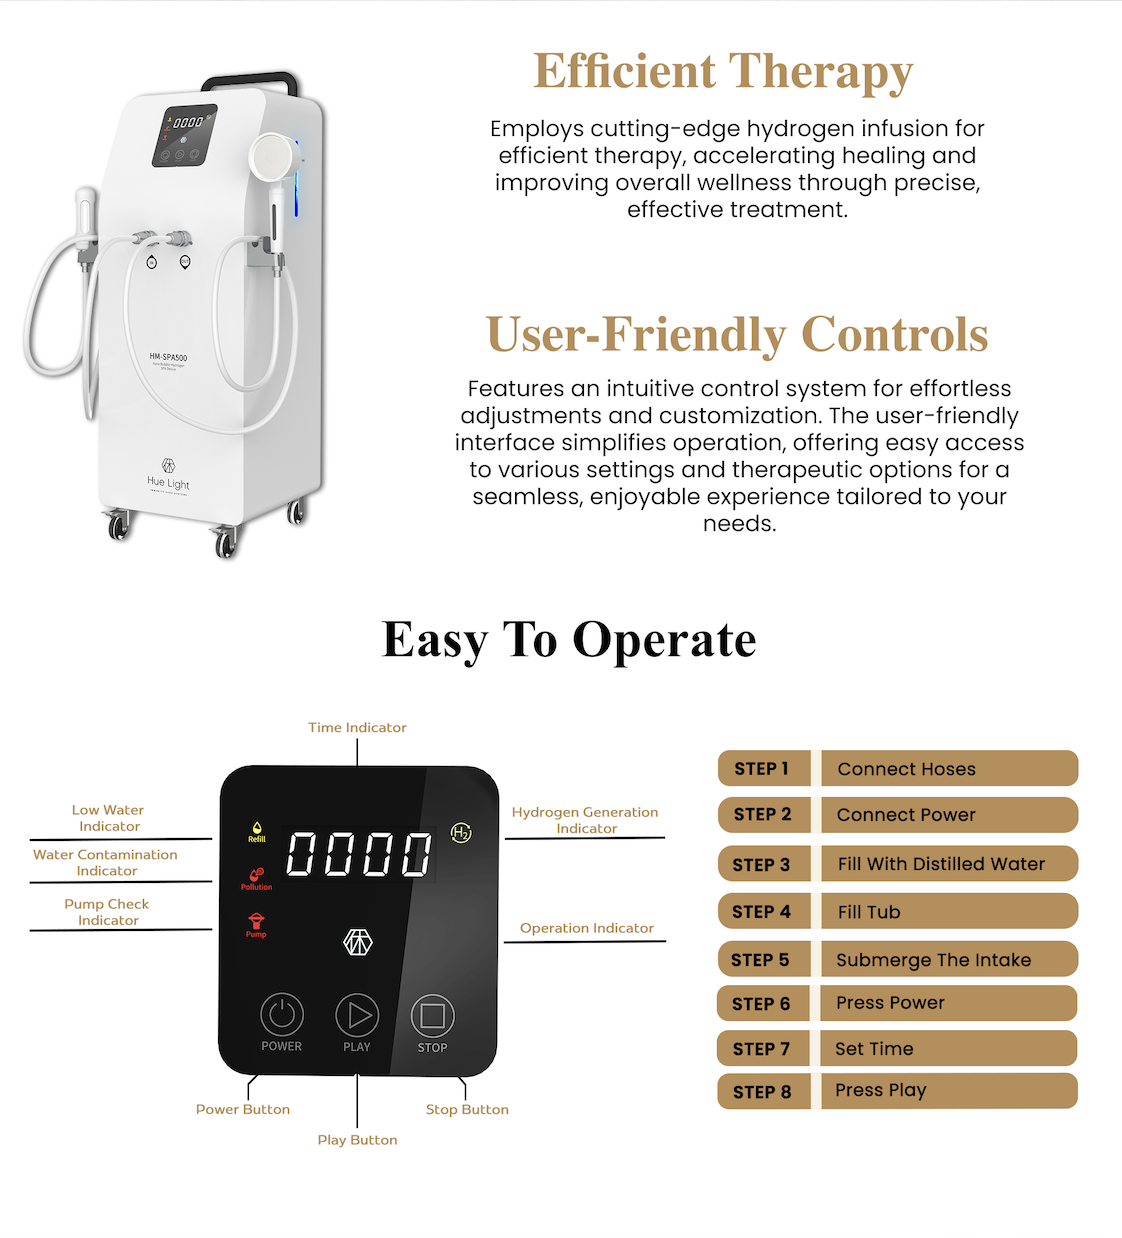 Efficient Therapy
Employs cutting-edge hydrogen infusion for
efficient therapy, accelerating healing and
improving overall wellness through precise,
effective treatment.
0000
IN
OUT
HM-SPA500
Hue Light
User-Friendly Controls
Features an intuitive control system for effortless
adjustments and customization. The user-friendly
interface simplifies operation, offering easy access
to various settings and therapeutic options for a
seamless, enjoyable experience tailored to your
needs.
Easy To Operate
Time Indicator
Low Water
Indicator
Water Contamination
Indicator
Pump Check
Indicator
Refill
Pollution
Pump
0000
H2
Hydrogen Generation
Indicator
Operation Indicator
POWER
PLAY
STOP
Power Button
Play Button
Stop Button
STEP 1 Connect Hoses
STEP 2 Connect Power
STEP 3 Fill With Distilled Water
STEP 4 Fill Tub
STEP 5 Submerge The Intake
STEP 6 Press Power
STEP 7 Set Time
STEP 8 Press Play